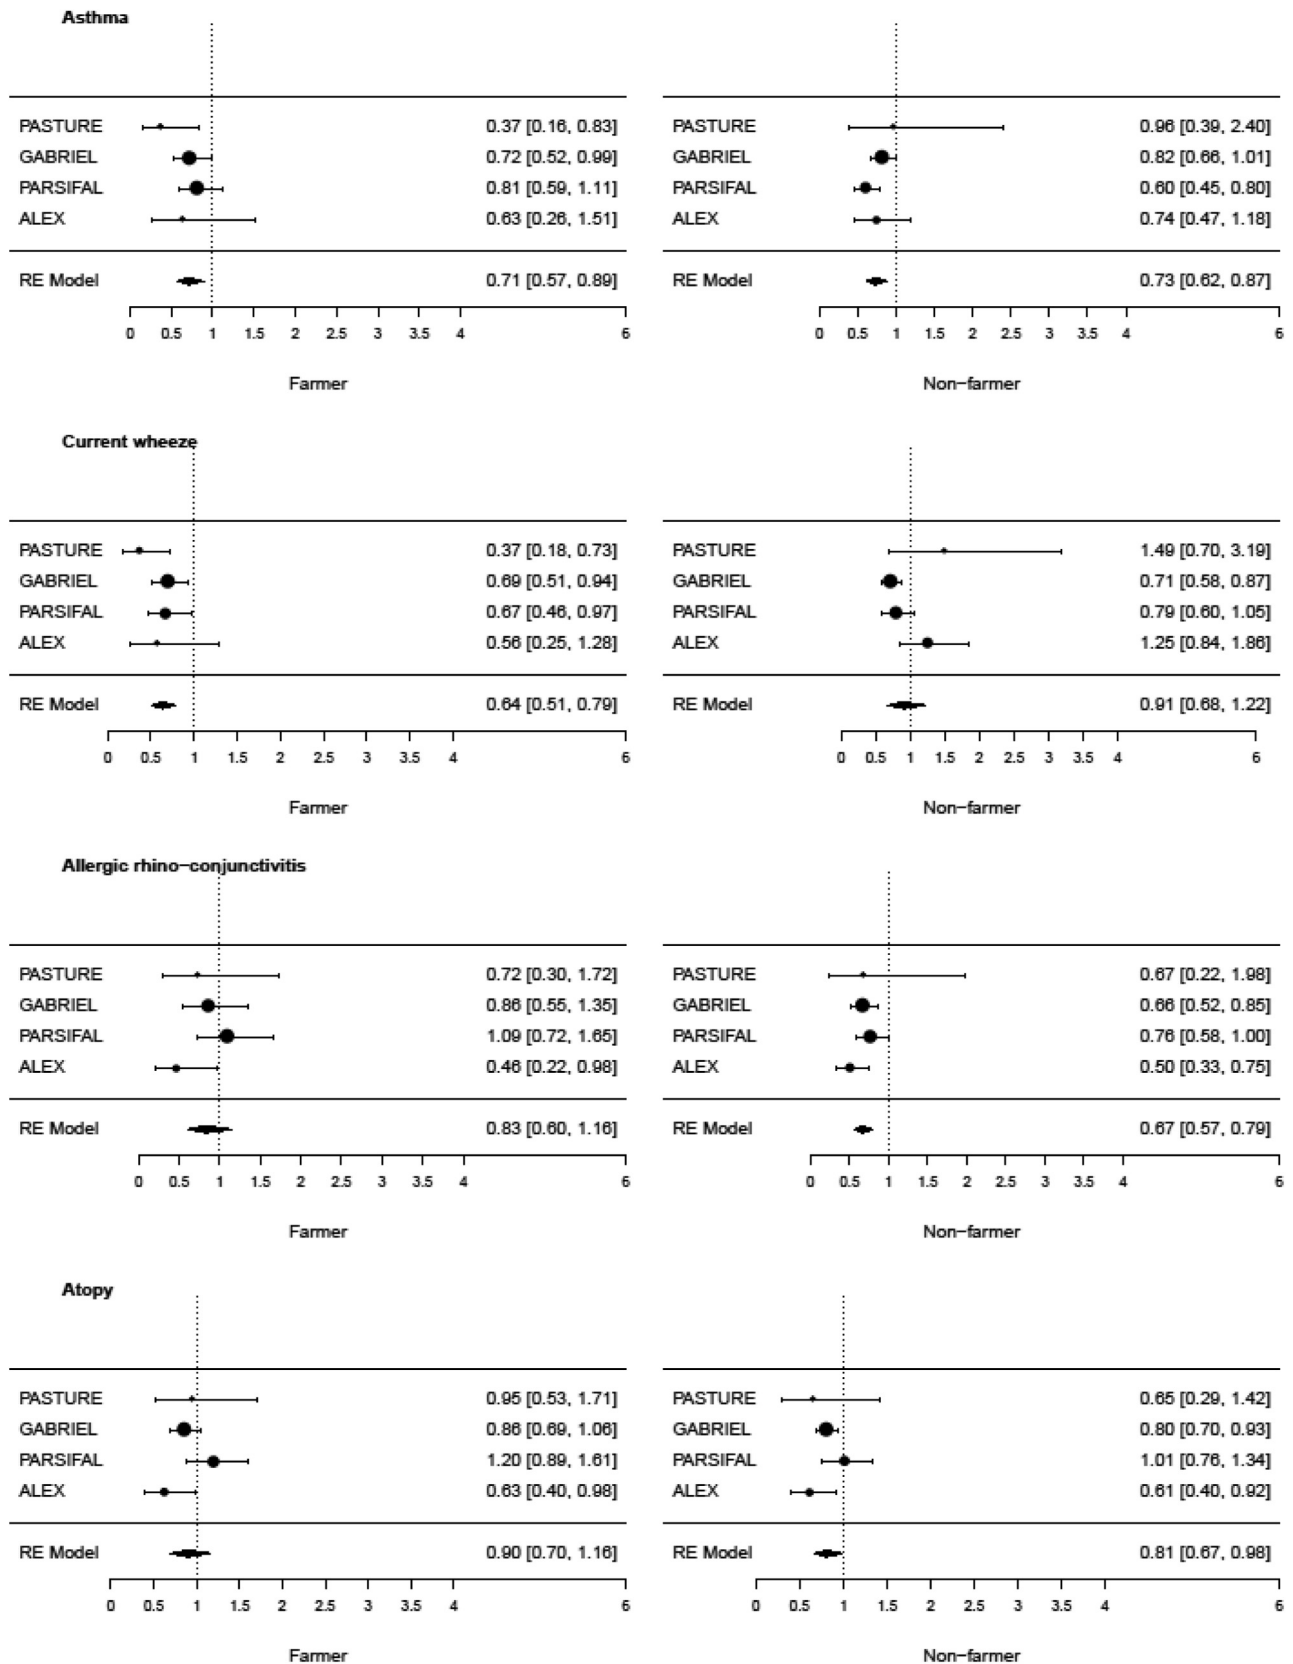 Asthma
PASTURE 0.37 [0.16, 0.83]
GABRIEL 0.72 [0.52, 0.99]
PARSIFAL 0.81 [0.59, 1.11]
ALEX 0.63 [0.26, 1.51]
RE Model 0.71 [0.57, 0.89]
0 0.5 1 1.5 2 2.5 3 3.5 4 6
Farmer
PASTURE 0.96 [0.39, 2.40]
GABRIEL 0.82 [0.66, 1.01]
PARSIFAL 0.60 [0.45, 0.80]
ALEX 0.74 [0.47, 1.18]
RE Model 0.73 [0.62, 0.87]
0 0.5 1 1.5 2 2.5 3 3.5 4 6
Non-farmer
Current wheeze
PASTURE 0.37 [0.18, 0.73]
GABRIEL 0.69 [0.51, 0.94]
PARSIFAL 0.67 [0.46, 0.97]
ALEX 0.56 [0.25, 1.28]
RE Model 0.64 [0.51, 0.79]
0 0.5 1 1.5 2 2.5 3 3.5 4 6
Farmer
PASTURE 1.49 [0.70, 3.19]
GABRIEL 0.71 [0.58, 0.87]
PARSIFAL 0.79 [0.60, 1.05]
ALEX 1.25 [0.84, 1.86]
RE Model 0.91 [0.68, 1.22]
0 0.5 1 1.5 2 2.5 3 3.5 4 6
Non-farmer
Allergic rhino-conjunctivitis
PASTURE 0.72 [0.30, 1.72]
GABRIEL 0.86 [0.55, 1.35]
PARSIFAL 1.09 [0.72, 1.65]
ALEX 0.46 [0.22, 0.98]
RE Model 0.83 [0.60, 1.16]
0 0.5 1 1.5 2 2.5 3 3.5 4 6
Farmer
PASTURE 0.67 [0.22, 1.98]
GABRIEL 0.66 [0.52, 0.85]
PARSIFAL 0.76 [0.58, 1.00]
ALEX 0.50 [0.33, 0.75]
RE Model 0.67 [0.57, 0.79]
0 0.5 1 1.5 2 2.5 3 3.5 4 6
Non-farmer
Atopy
PASTURE 0.95 [0.53, 1.71]
GABRIEL 0.86 [0.69, 1.06]
PARSIFAL 1.20 [0.89, 1.61]
ALEX 0.63 [0.40, 0.98]
RE Model 0.90 [0.70, 1.16]
0 0.5 1 1.5 2 2.5 3 3.5 4 6
Farmer
PASTURE 0.65 [0.29, 1.42]
GABRIEL 0.80 [0.70, 0.93]
PARSIFAL 1.01 [0.76, 1.34]
ALEX 0.61 [0.40, 0.92]
RE Model 0.81 [0.67, 0.98]
0 0.5 1 1.5 2 2.5 3 3.5 4 6
Non-farmer